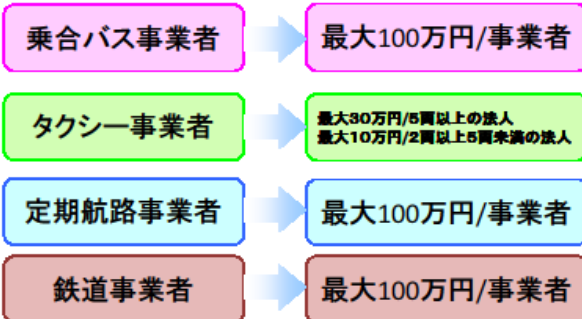 乗合バス事業者
最大100万円/事業者
タクシー事業者
最大30万円/5両以上の法人
最大10万円/2両以上5両未満の法人
定期航路事業者
最大100万円/事業者
鉄道事業者
最大100万円/事業者